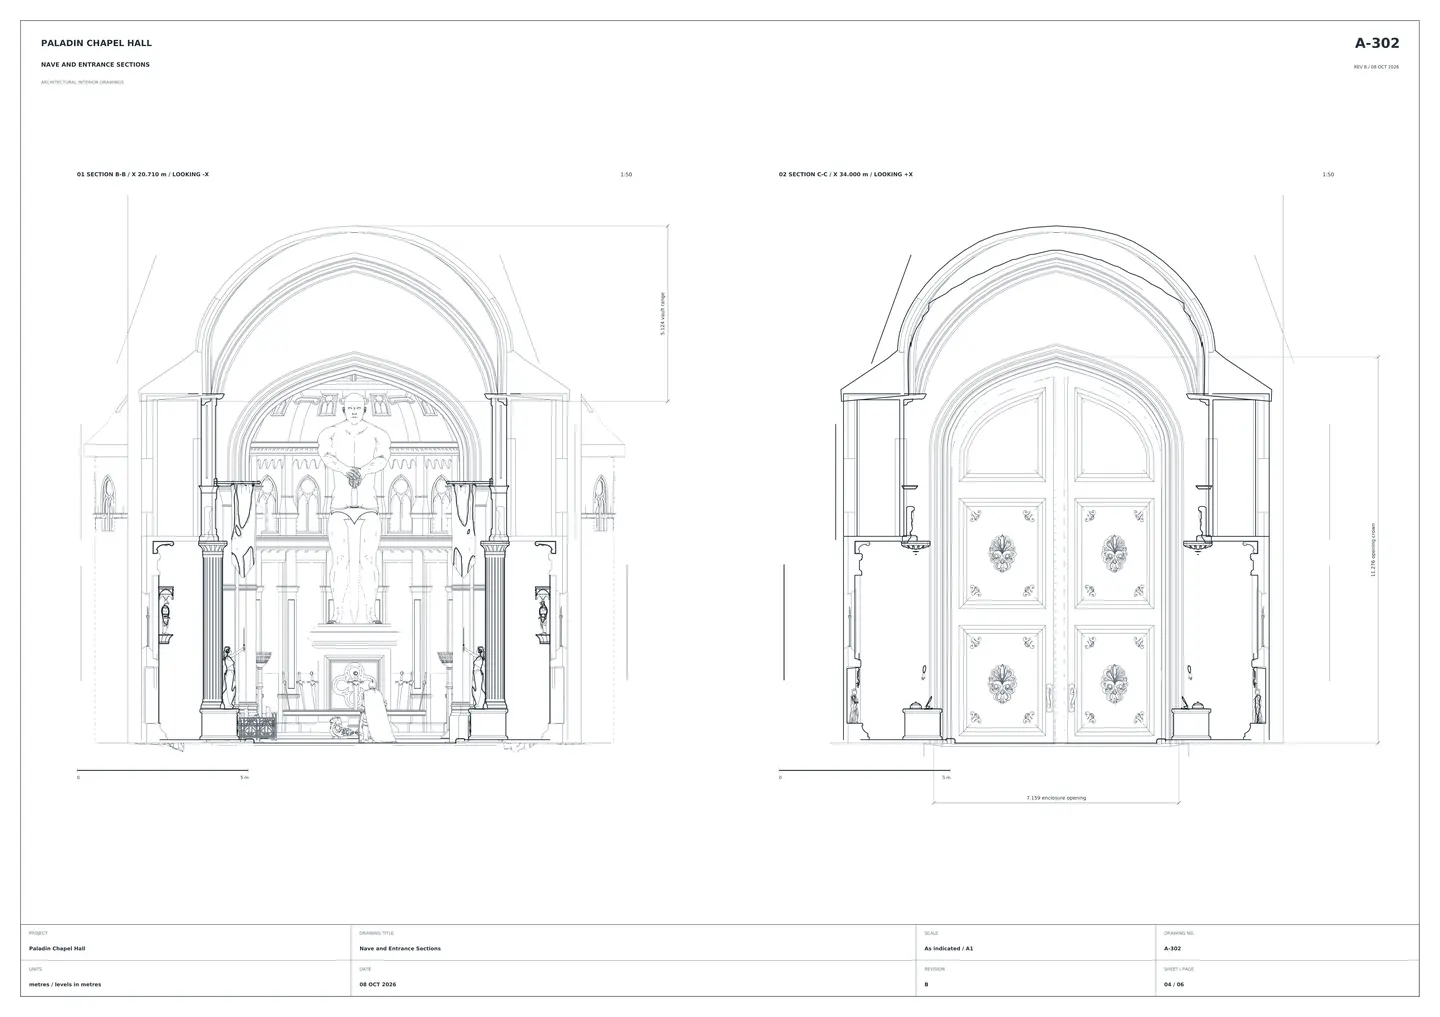 PALADIN CHAPEL HALL
A-302
NAVE AND ENTRANCE SECTIONS
REV B / 08 OCT 2026
ARCHITECTURAL INTERIOR DRAWINGS
01 SECTION B-B / X 20.710 m / LOOKING -X
1:50
02 SECTION C-C / X 34.000 m / LOOKING +X
1:50
5.124 vault range
11.276 opening crown
0
5 m
0
5 m
7.159 enclosure opening
PROJECT
Paladin Chapel Hall
DRAWING TITLE
Nave and Entrance Sections
SCALE
As indicated / A1
DRAWING NO.
A-302
UNITS
metres / levels in metres
DATE
08 OCT 2026
REVISION
B
SHEET / PAGE
04 / 06